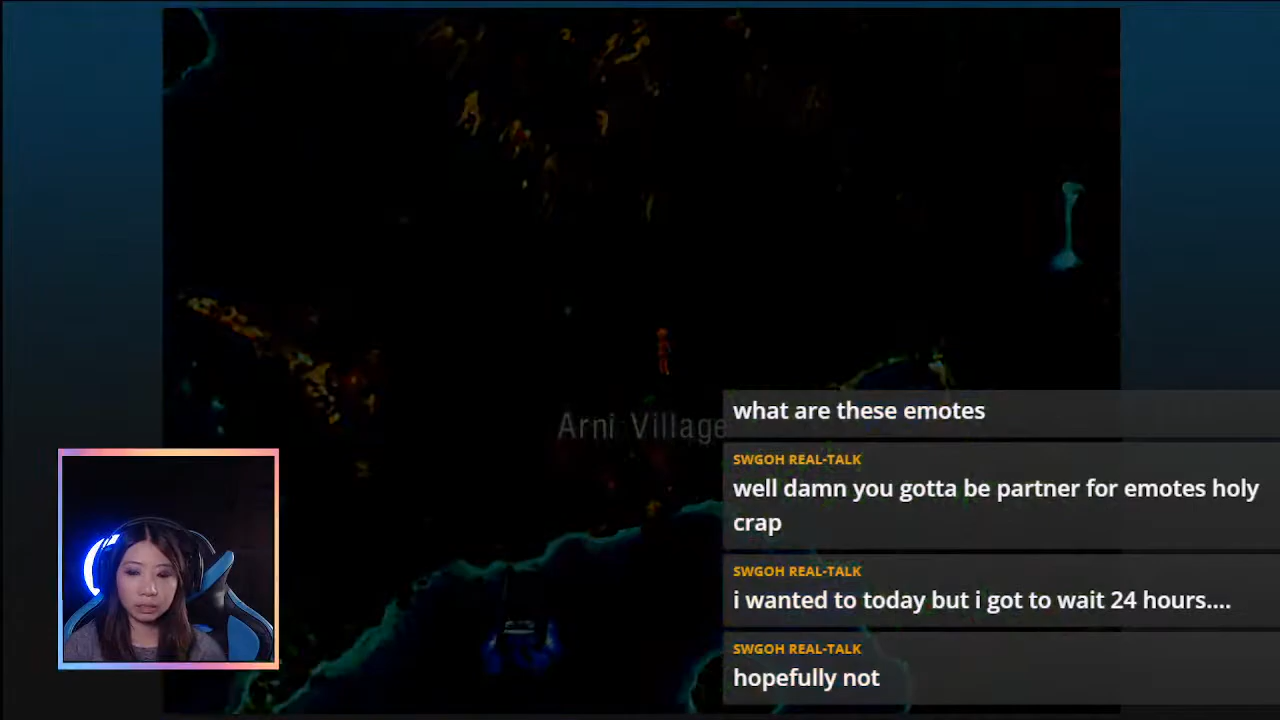 Arni Village
what are these emotes
SWGOH REAL-TALK
well damn you gotta be partner for emotes holy
crap
SWGOH REAL-TALK
i wanted to today but i got to wait 24 hours....
SWGOH REAL-TALK
hopefully not